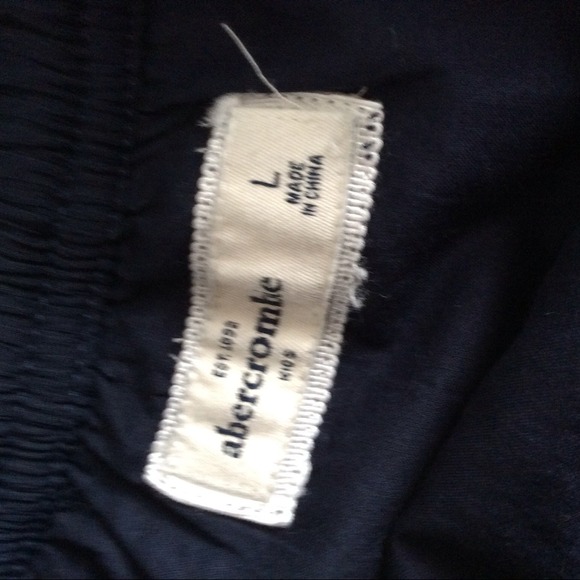 EST. 1892
abercrombie
KIDS
L
MADE
IN CHINA